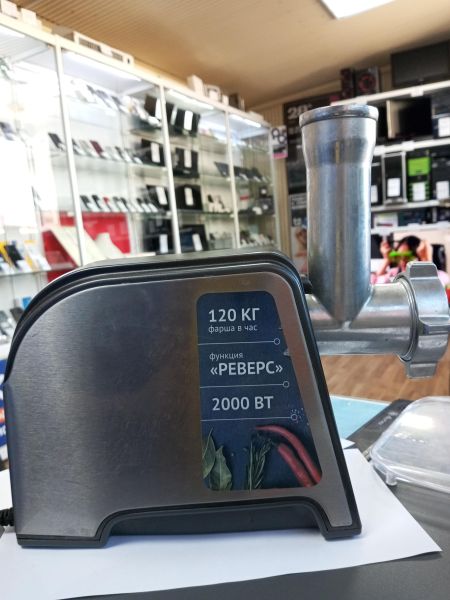 120 КГ
фарша в час
функция
«РЕВЕРС»
2000 ВТ